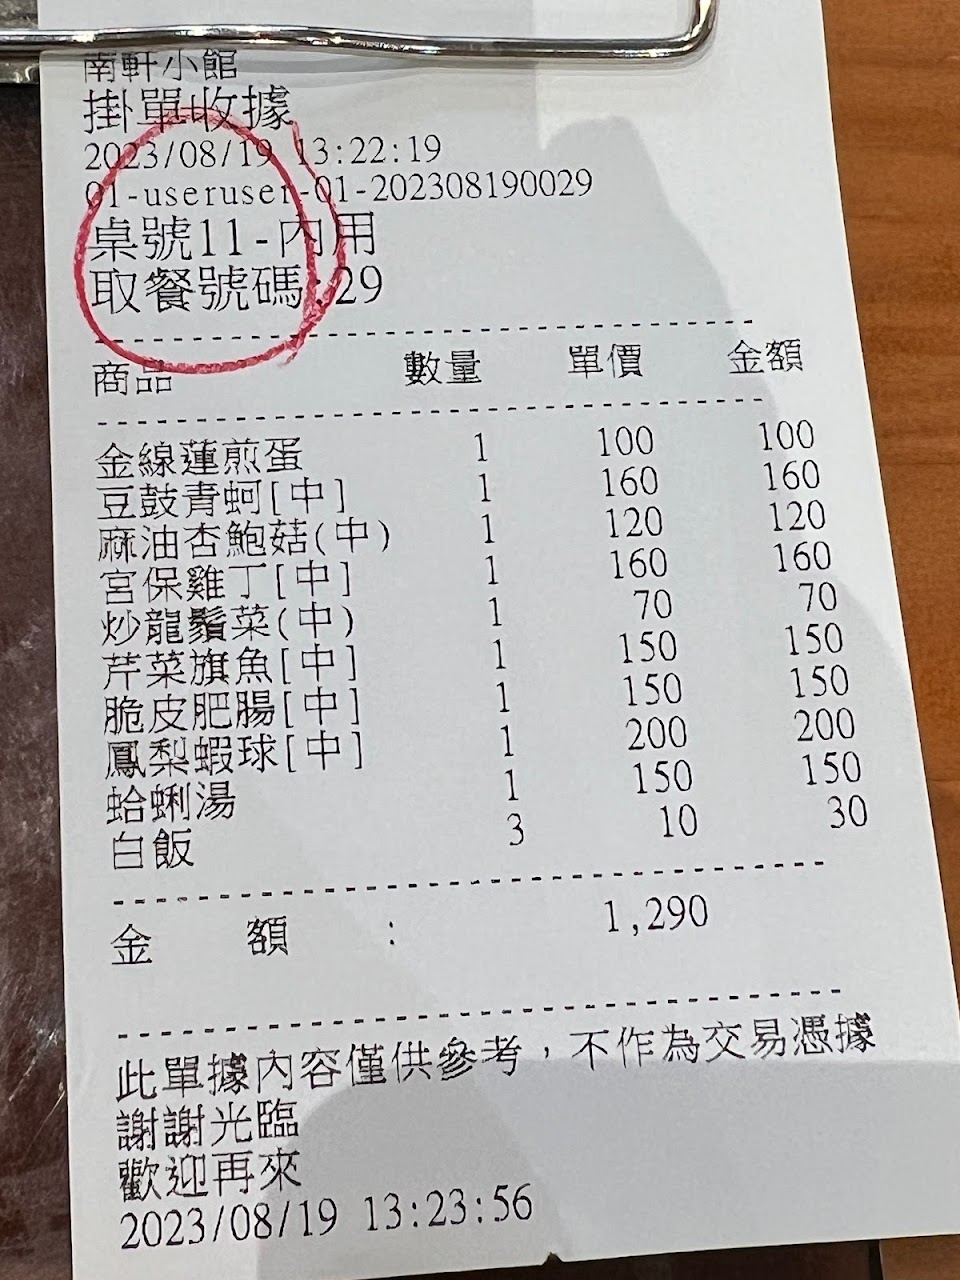 南軒小館
掛單收據
2023/08/19 13:22:19
01-useruser-01-202308190029
桌號11-內用
取餐號碼:29
商品 數量 單價 金額
金線蓮煎蛋 1 100 100
豆鼓青蚵[中] 1 160 160
麻油杏鮑菇(中) 1 120 120
宮保雞丁[中] 1 160 160
炒龍鬚菜(中) 1 70 70
芹菜旗魚[中] 1 150 150
脆皮肥腸[中] 1 150 150
鳳梨蝦球[中] 1 200 200
蛤蜊湯 1 150 150
白飯 3 10 30
金額: 1,290
此單據內容僅供參考，不作為交易憑據
謝謝光臨
歡迎再來
2023/08/19 13:23:56